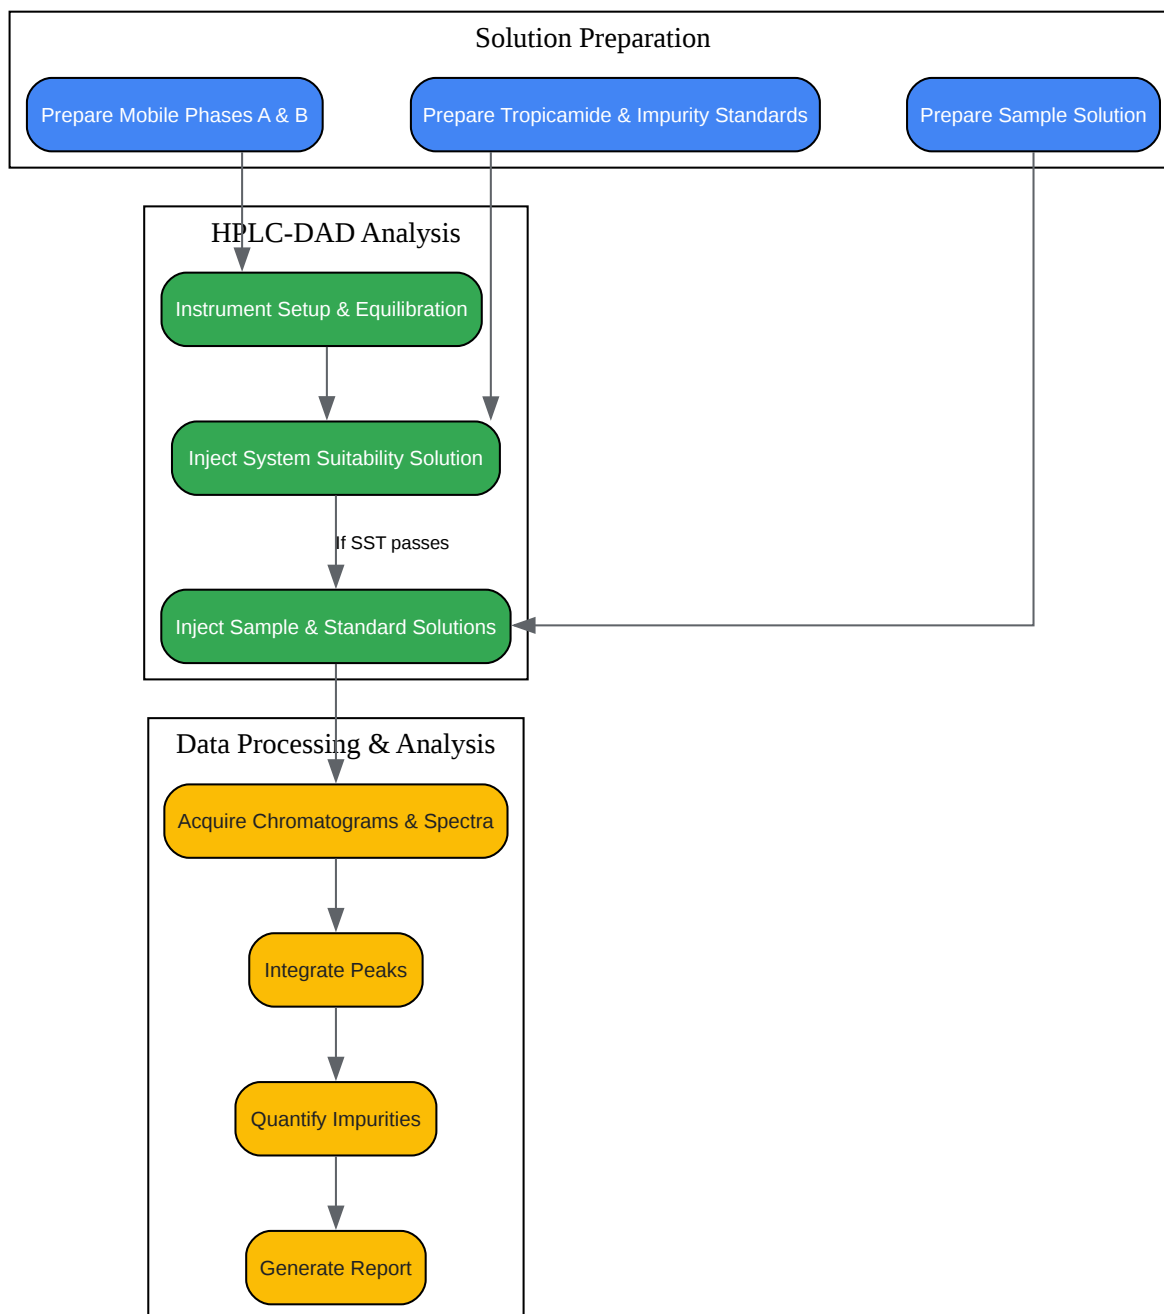 Solution Preparation
Prepare Mobile Phases A & B
Prepare Tropicamide & Impurity Standards
Prepare Sample Solution
HPLC-DAD Analysis
Instrument Setup & Equilibration
Inject System Suitability Solution
If SST passes
Inject Sample & Standard Solutions
Data Processing & Analysis
Acquire Chromatograms & Spectra
Integrate Peaks
Quantify Impurities
Generate Report